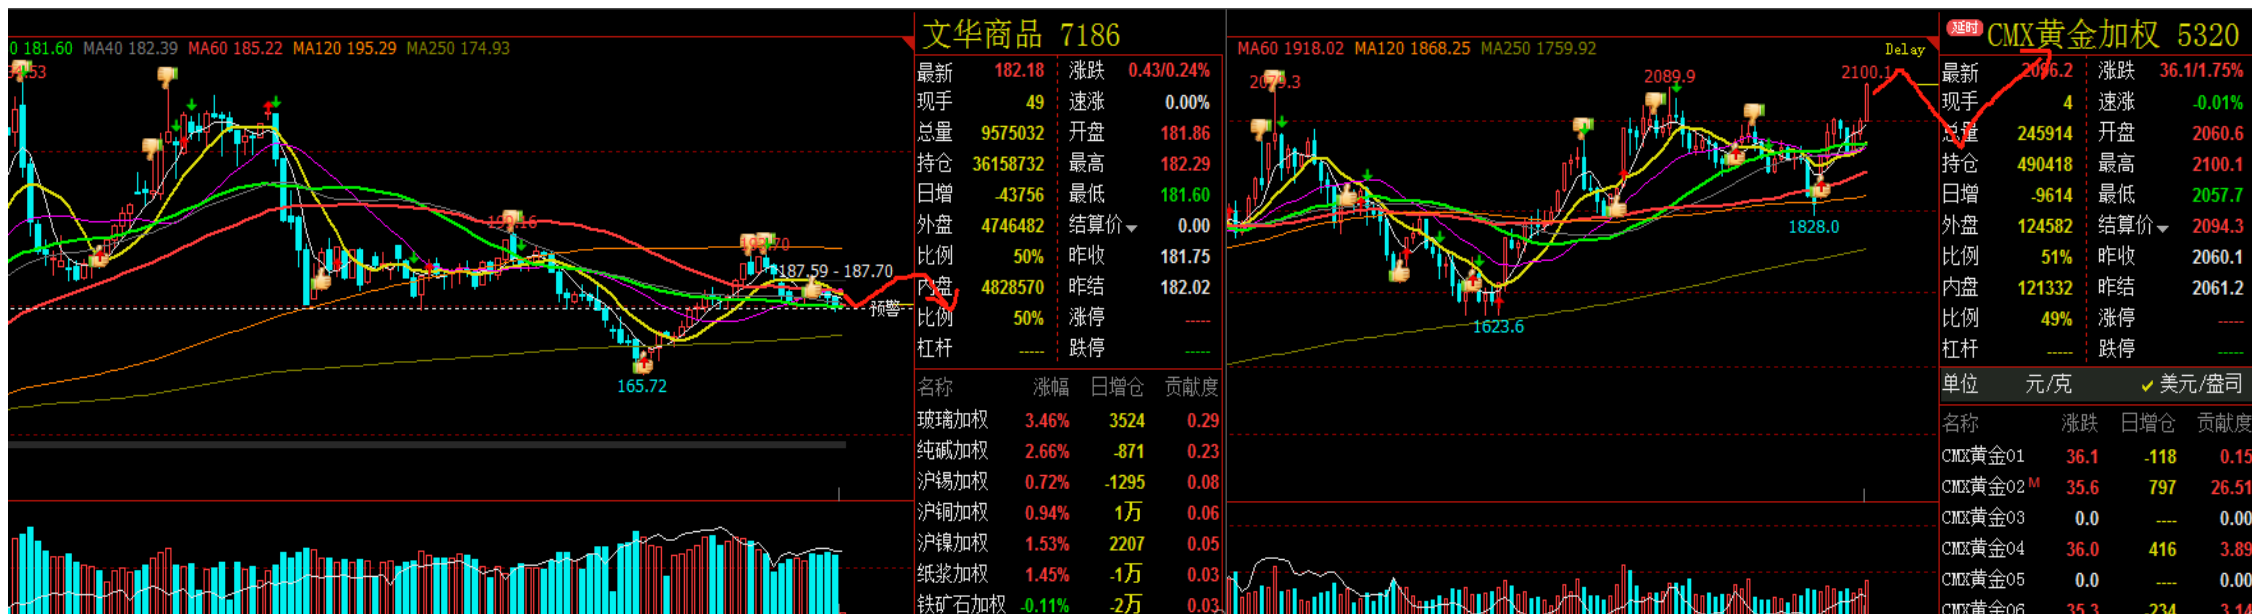 0 181.60 MA40 182.39 MA60 185.22 MA120 195.29 MA250 174.93
199.16
193.70
187.59 - 187.70
预警
165.72
文华商品 7186
最新 182.18 涨跌 0.43/0.24%
现手 49 速涨 0.00%
总量 9575032 开盘 181.86
持仓 36158732 最高 182.29
日增 -43756 最低 181.60
外盘 4746482 结算价 0.00
比例 50% 昨收 181.75
内盘 4828570 昨结 182.02
比例 50% 涨停 -----
杠杆 ----- 跌停 -----
名称 涨幅 日增仓 贡献度
玻璃加权 3.46% 3524 0.29
纯碱加权 2.66% -871 0.23
沪锡加权 0.72% -1295 0.08
沪铜加权 0.94% 1万 0.06
沪镍加权 1.53% 2207 0.05
纸浆加权 1.45% -1万 0.03
铁矿石加权 -0.11% -2万 0.03
MA60 1918.02 MA120 1868.25 MA250 1759.92
Delay
2089.9
2100.1
1828.0
1623.6
延时 CMX黄金加权 5320
最新 2096.2 涨跌 36.1/1.75%
现手 4 速涨 -0.01%
总量 245914 开盘 2060.6
持仓 490418 最高 2100.1
日增 -9614 最低 2057.7
外盘 124582 结算价 2094.3
比例 51% 昨收 2060.1
内盘 121332 昨结 2061.2
比例 49% 涨停 -----
杠杆 ----- 跌停 -----
单位 元/克 美元/盎司
名称 涨跌 日增仓 贡献度
CMX黄金01 36.1 -118 0.15
CMX黄金02 M 35.6 797 26.51
CMX黄金03 0.0 ---- 0.00
CMX黄金04 36.0 416 3.89
CMX黄金05 0.0 ---- 0.00
CMX黄金06 35.3 -234 3.14